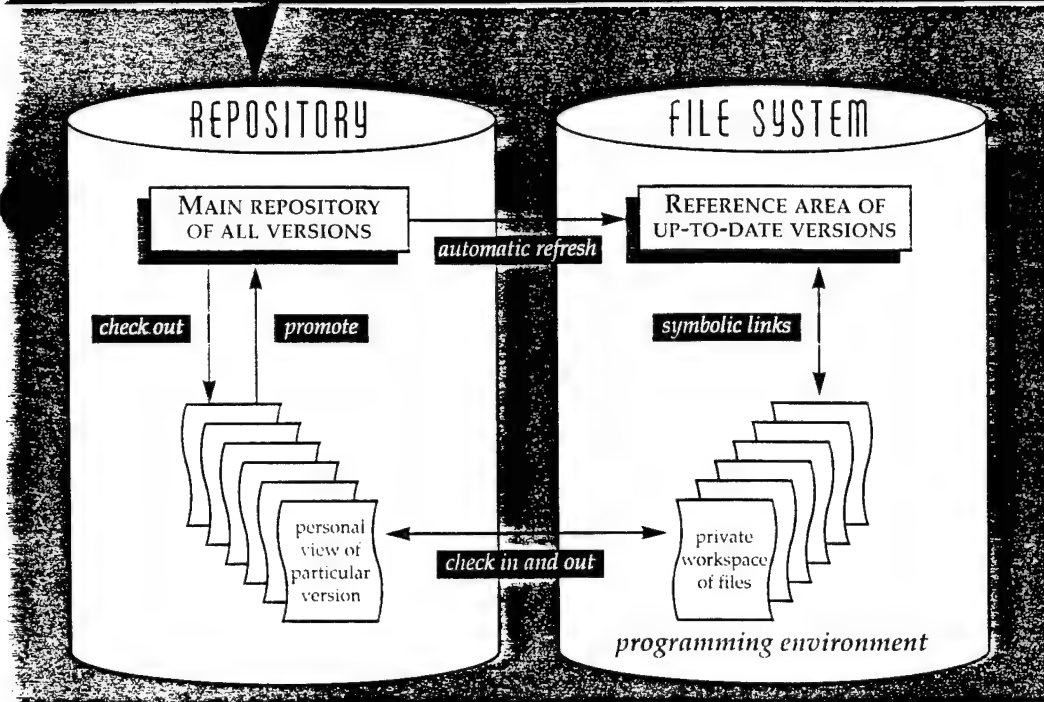 REPOSITORY
MAIN REPOSITORY
OF ALL VERSIONS
automatic refresh
check out
promote
personal
view of
particular
version
check in and out
FILE SYSTEM
REFERENCE AREA OF
UP-TO-DATE VERSIONS
symbolic links
private
workspace
of files
programming environment